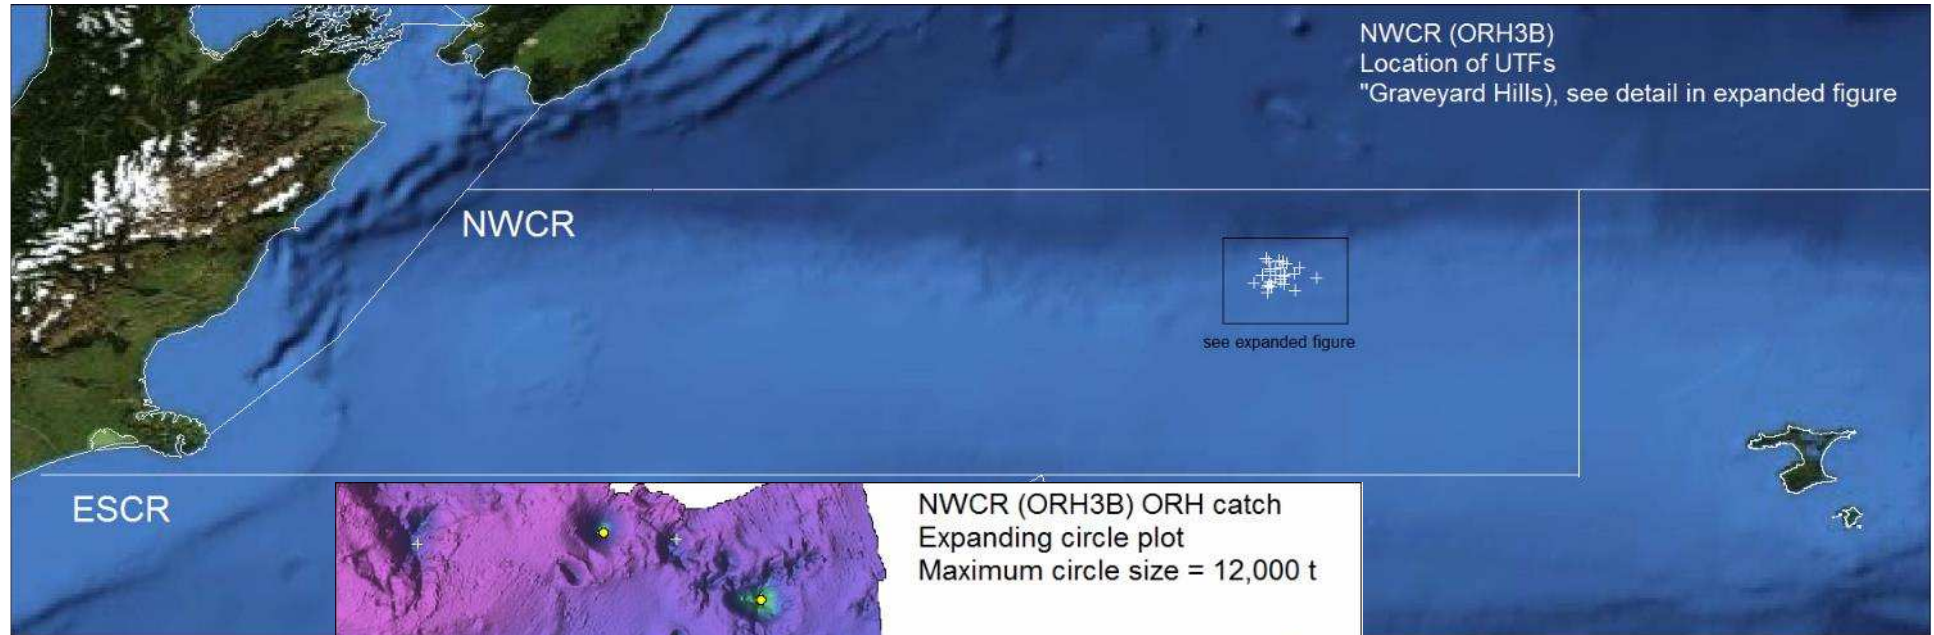 NWCR (ORH3B)
Location of UTFs
"Graveyard Hills), see detail in expanded figure
NWCR
see expanded figure
ESCR
NWCR (ORH3B) ORH catch
Expanding circle plot
Maximum circle size = 12,000 t